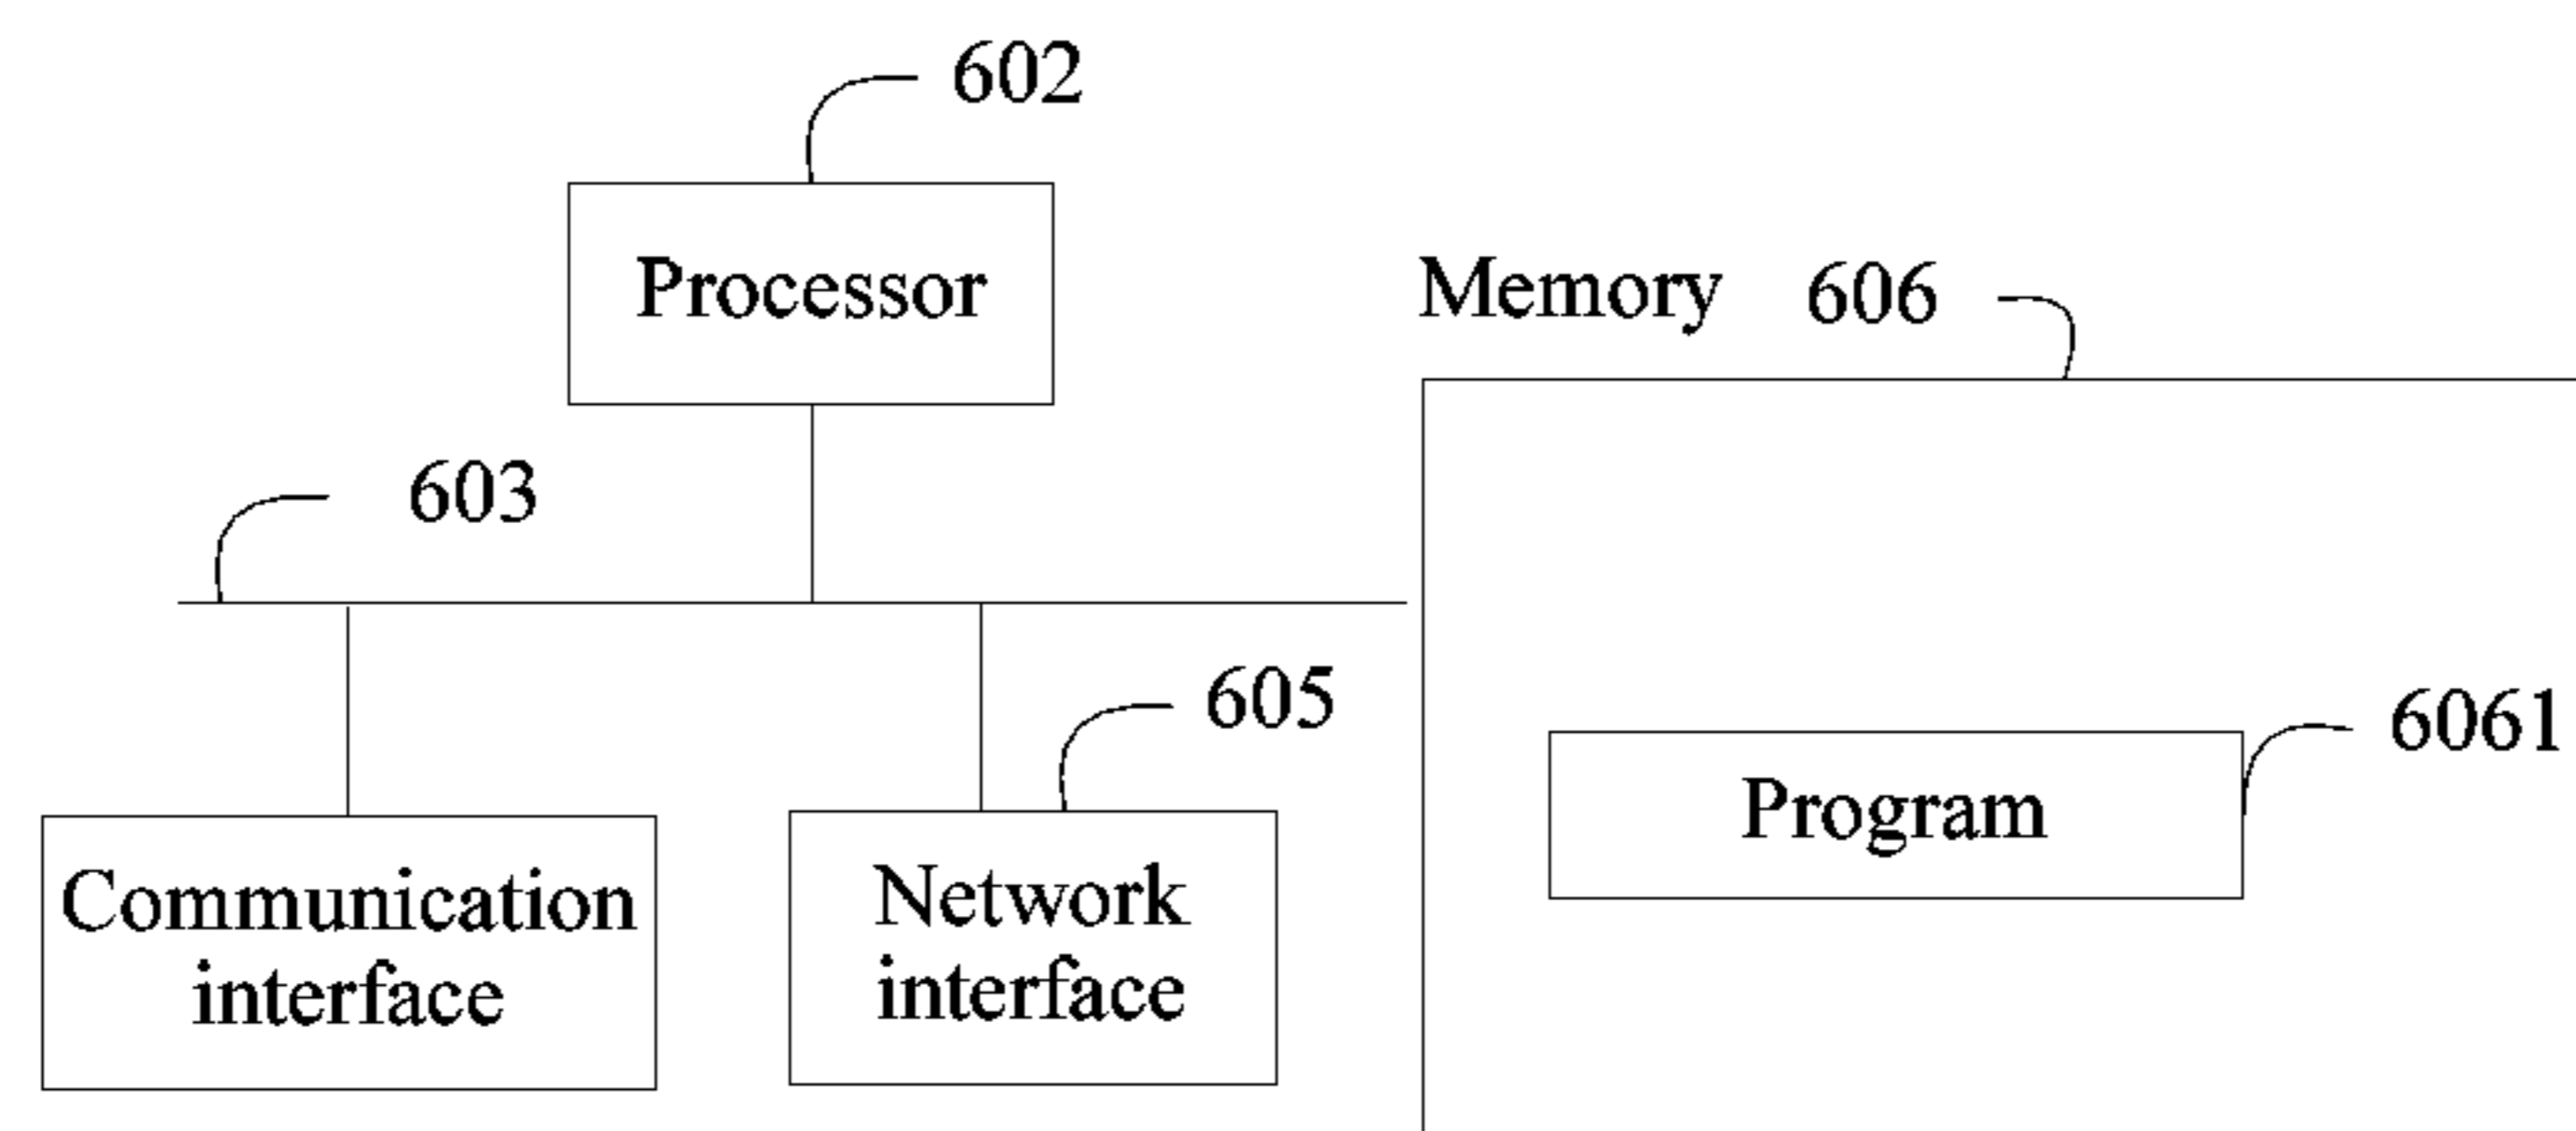 602
Processor
Memory 606
603
605
6061
Program
Communication
interface
Network
interface